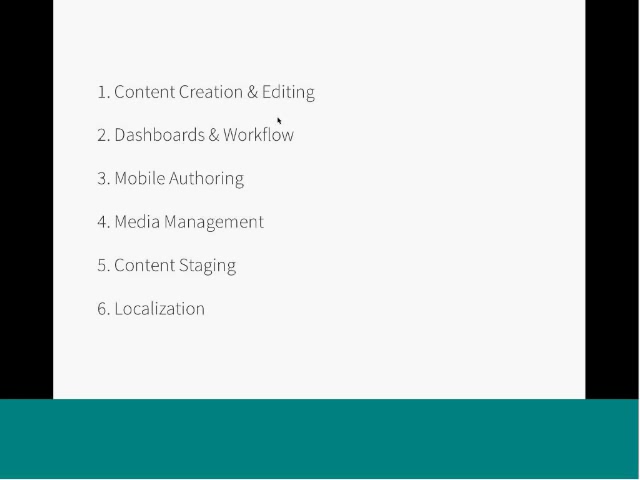 1. Content Creation & Editing
2. Dashboards & Workflow
3. Mobile Authoring
4. Media Management
5. Content Staging
6. Localization